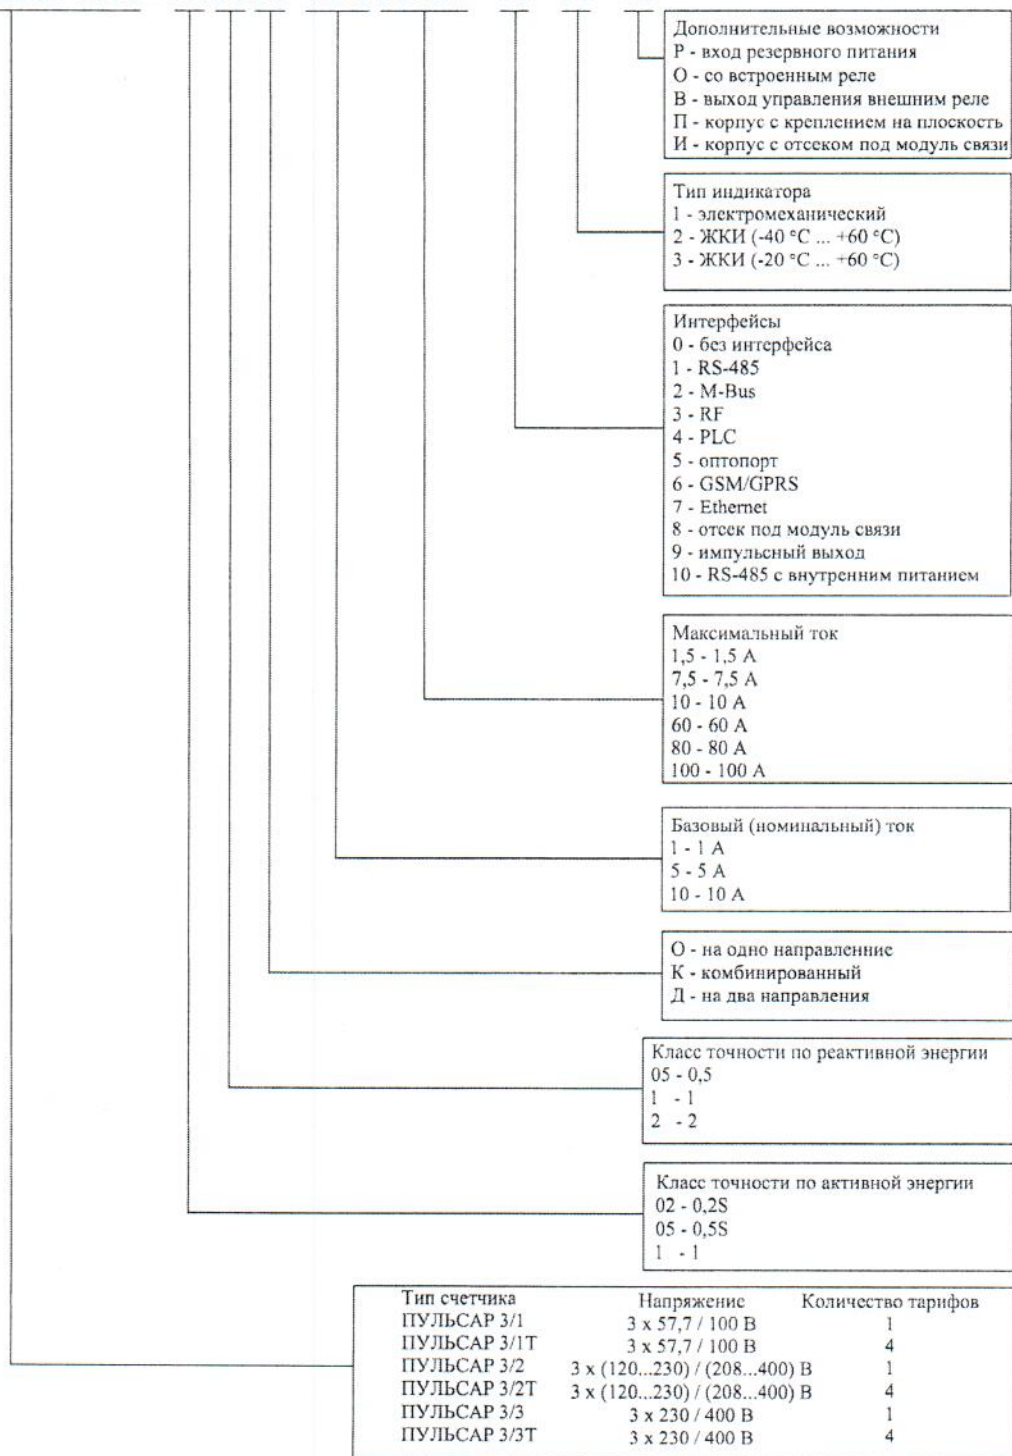 Дополнительные возможности
Р - вход резервного питания
О - со встроенным реле
В - выход управления внешним реле
П - корпус с креплением на плоскость
И - корпус с отсеком под модуль связи
Тип индикатора
1 - электромеханический
2 - ЖКИ (-40 °С ... +60 °С)
3 - ЖКИ (-20 °С ... +60 °С)
Интерфейсы
0 - без интерфейса
1 - RS-485
2 - M-Bus
3 - RF
4 - PLC
5 - оптопорт
6 - GSM/GPRS
7 - Ethernet
8 - отсек под модуль связи
9 - импульсный выход
10 - RS-485 с внутренним питанием
Максимальный ток
1,5 - 1,5 А
7,5 - 7,5 А
10 - 10 А
60 - 60 А
80 - 80 А
100 - 100 А
Базовый (номинальный) ток
1 - 1 А
5 - 5 А
10 - 10 А
О - на одно направленние
К - комбинированный
Д - на два направления
Класс точности по реактивной энергии
05 - 0,5
1 - 1
2 - 2
Класс точности по активной энергии
02 - 0,2S
05 - 0,5S
1 - 1
Тип счетчика Напряжение Количество тарифов
ПУЛЬСАР 3/1 3 х 57,7 / 100 В 1
ПУЛЬСАР 3/1Т 3 х 57,7 / 100 В 4
ПУЛЬСАР 3/2 3 х (120...230) / (208...400) В 1
ПУЛЬСАР 3/2Т 3 х (120...230) / (208...400) В 4
ПУЛЬСАР 3/3 3 х 230 / 400 В 1
ПУЛЬСАР 3/3Т 3 х 230 / 400 В 4